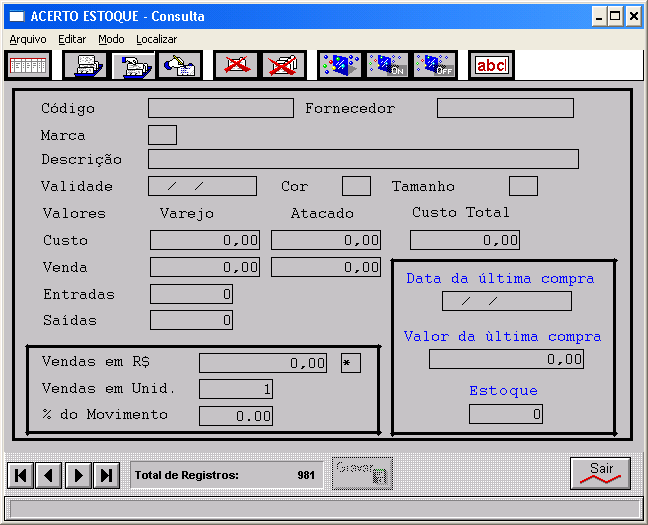 ACERTO ESTOQUE - Consulta
Arquivo Editar Modo Localizar
ON OFF abc
Código Fornecedor
Marca
Descrição
Validade / / Cor Tamanho
Valores Varejo Atacado Custo Total
Custo 0,00 0,00 0,00
Venda 0,00 0,00
Entradas 0
Saídas 0
Data da última compra
/ /
Valor da última compra
0,00
Estoque
0
Vendas em R$ 0,00 *
Vendas em Unid. 1
% do Movimento 0.00
Total de Registros: 981
Gravar
Sair